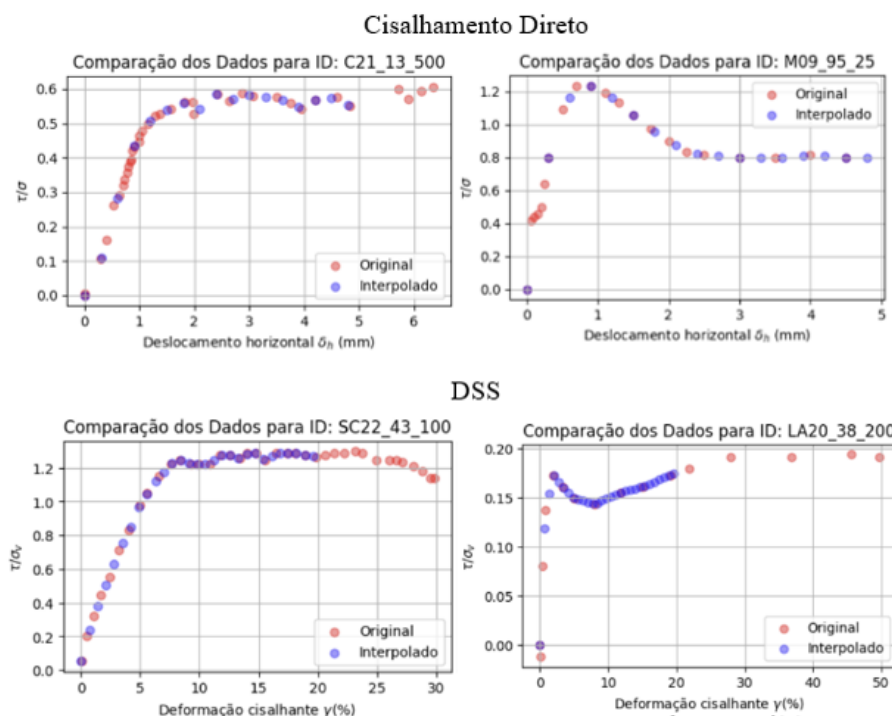 Cisalhamento Direto
Comparação dos Dados para ID: C21_13_500
0.6
0.5
0.4
0.3
0.2
0.1
0.0
τ/σ
Original
Interpolado
0 1 2 3 4 5 6
Deslocamento horizontal δh (mm)
Comparação dos Dados para ID: M09_95_25
1.2
1.0
0.8
0.6
0.4
0.2
0.0
τ/σ
Original
Interpolado
0 1 2 3 4 5
Deslocamento horizontal δh (mm)
DSS
Comparação dos Dados para ID: SC22_43_100
1.2
1.0
0.8
0.6
0.4
0.2
0.0
τ/σv
Original
Interpolado
0 5 10 15 20 25 30
Deformação cisalhante γ(%)
Comparação dos Dados para ID: LA20_38_200
0.20
0.15
0.10
0.05
0.00
τ/σv
Original
Interpolado
0 10 20 30 40 50
Deformação cisalhante γ(%)